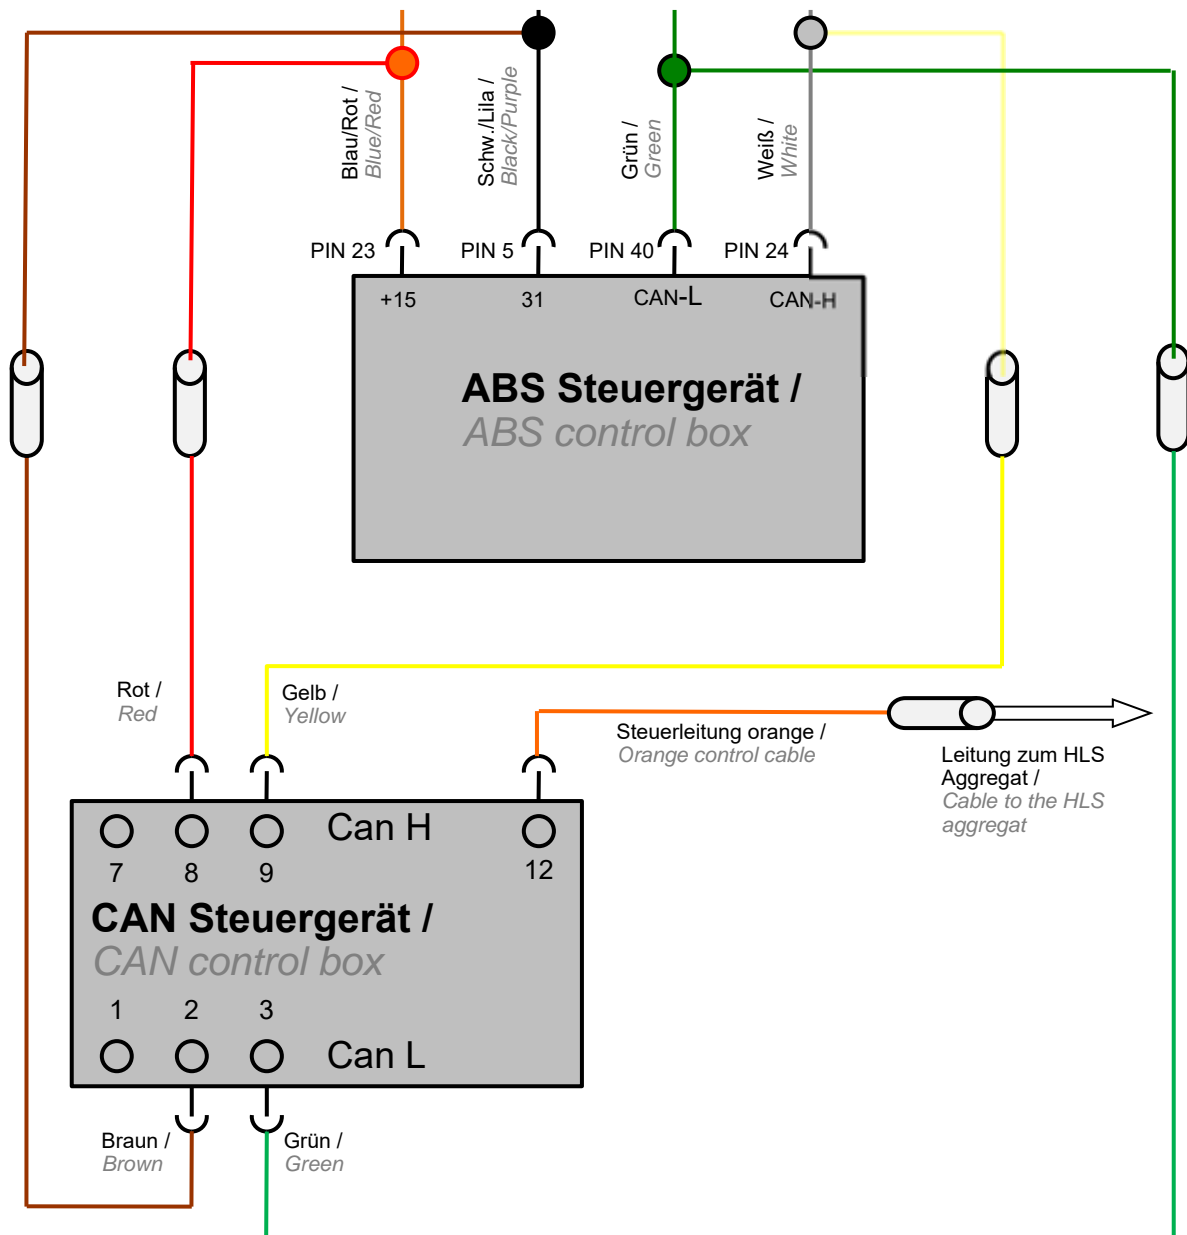 Blau/Rot /
Blue/Red
Schw./Lila /
Black/Purple
Grün /
Green
Weiß /
White
PIN 23
PIN 5
PIN 40
PIN 24
+15
31
CAN-L
CAN-H
ABS Steuergerät /
ABS control box
Rot /
Red
Gelb /
Yellow
Steuerleitung orange /
Orange control cable
Leitung zum HLS
Aggregat /
Cable to the HLS
aggregat
Can H
7
8
9
12
CAN Steuergerät /
CAN control box
1
2
3
Can L
Braun /
Brown
Grün /
Green